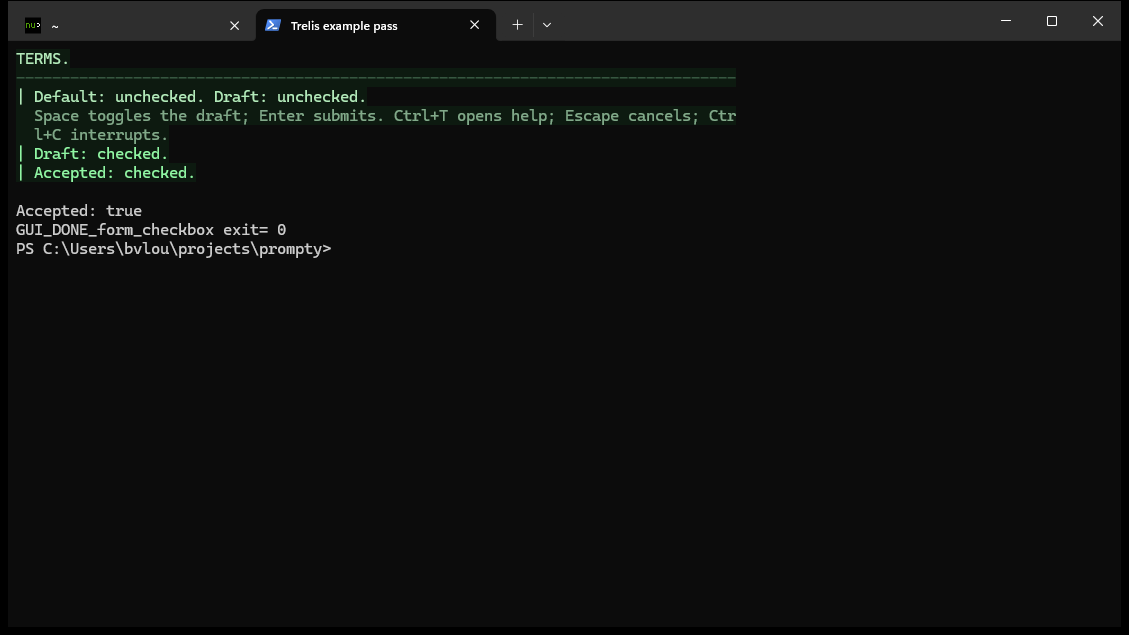 nu> ~
Trelis example pass
TERMS.
--------------------------------------------------------------------------------
| Default: unchecked. Draft: unchecked.
Space toggles the draft; Enter submits. Ctrl+T opens help; Escape cancels; Ctr
l+C interrupts.
| Draft: checked.
| Accepted: checked.
Accepted: true
GUI_DONE_form_checkbox exit= 0
PS C:\Users\bvlou\projects\prompty>